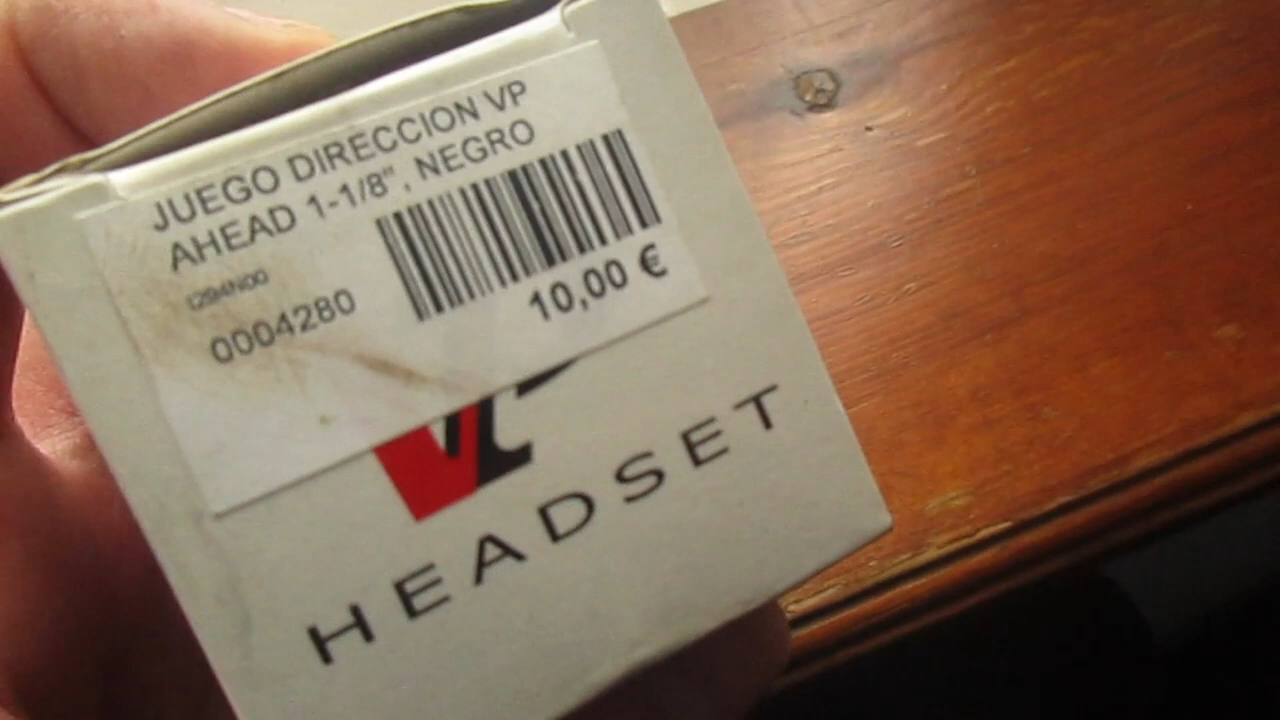 JUEGO DIRECCION VP
AHEAD 1-1/8", NEGRO
0004280
10,00 €
HEADSET